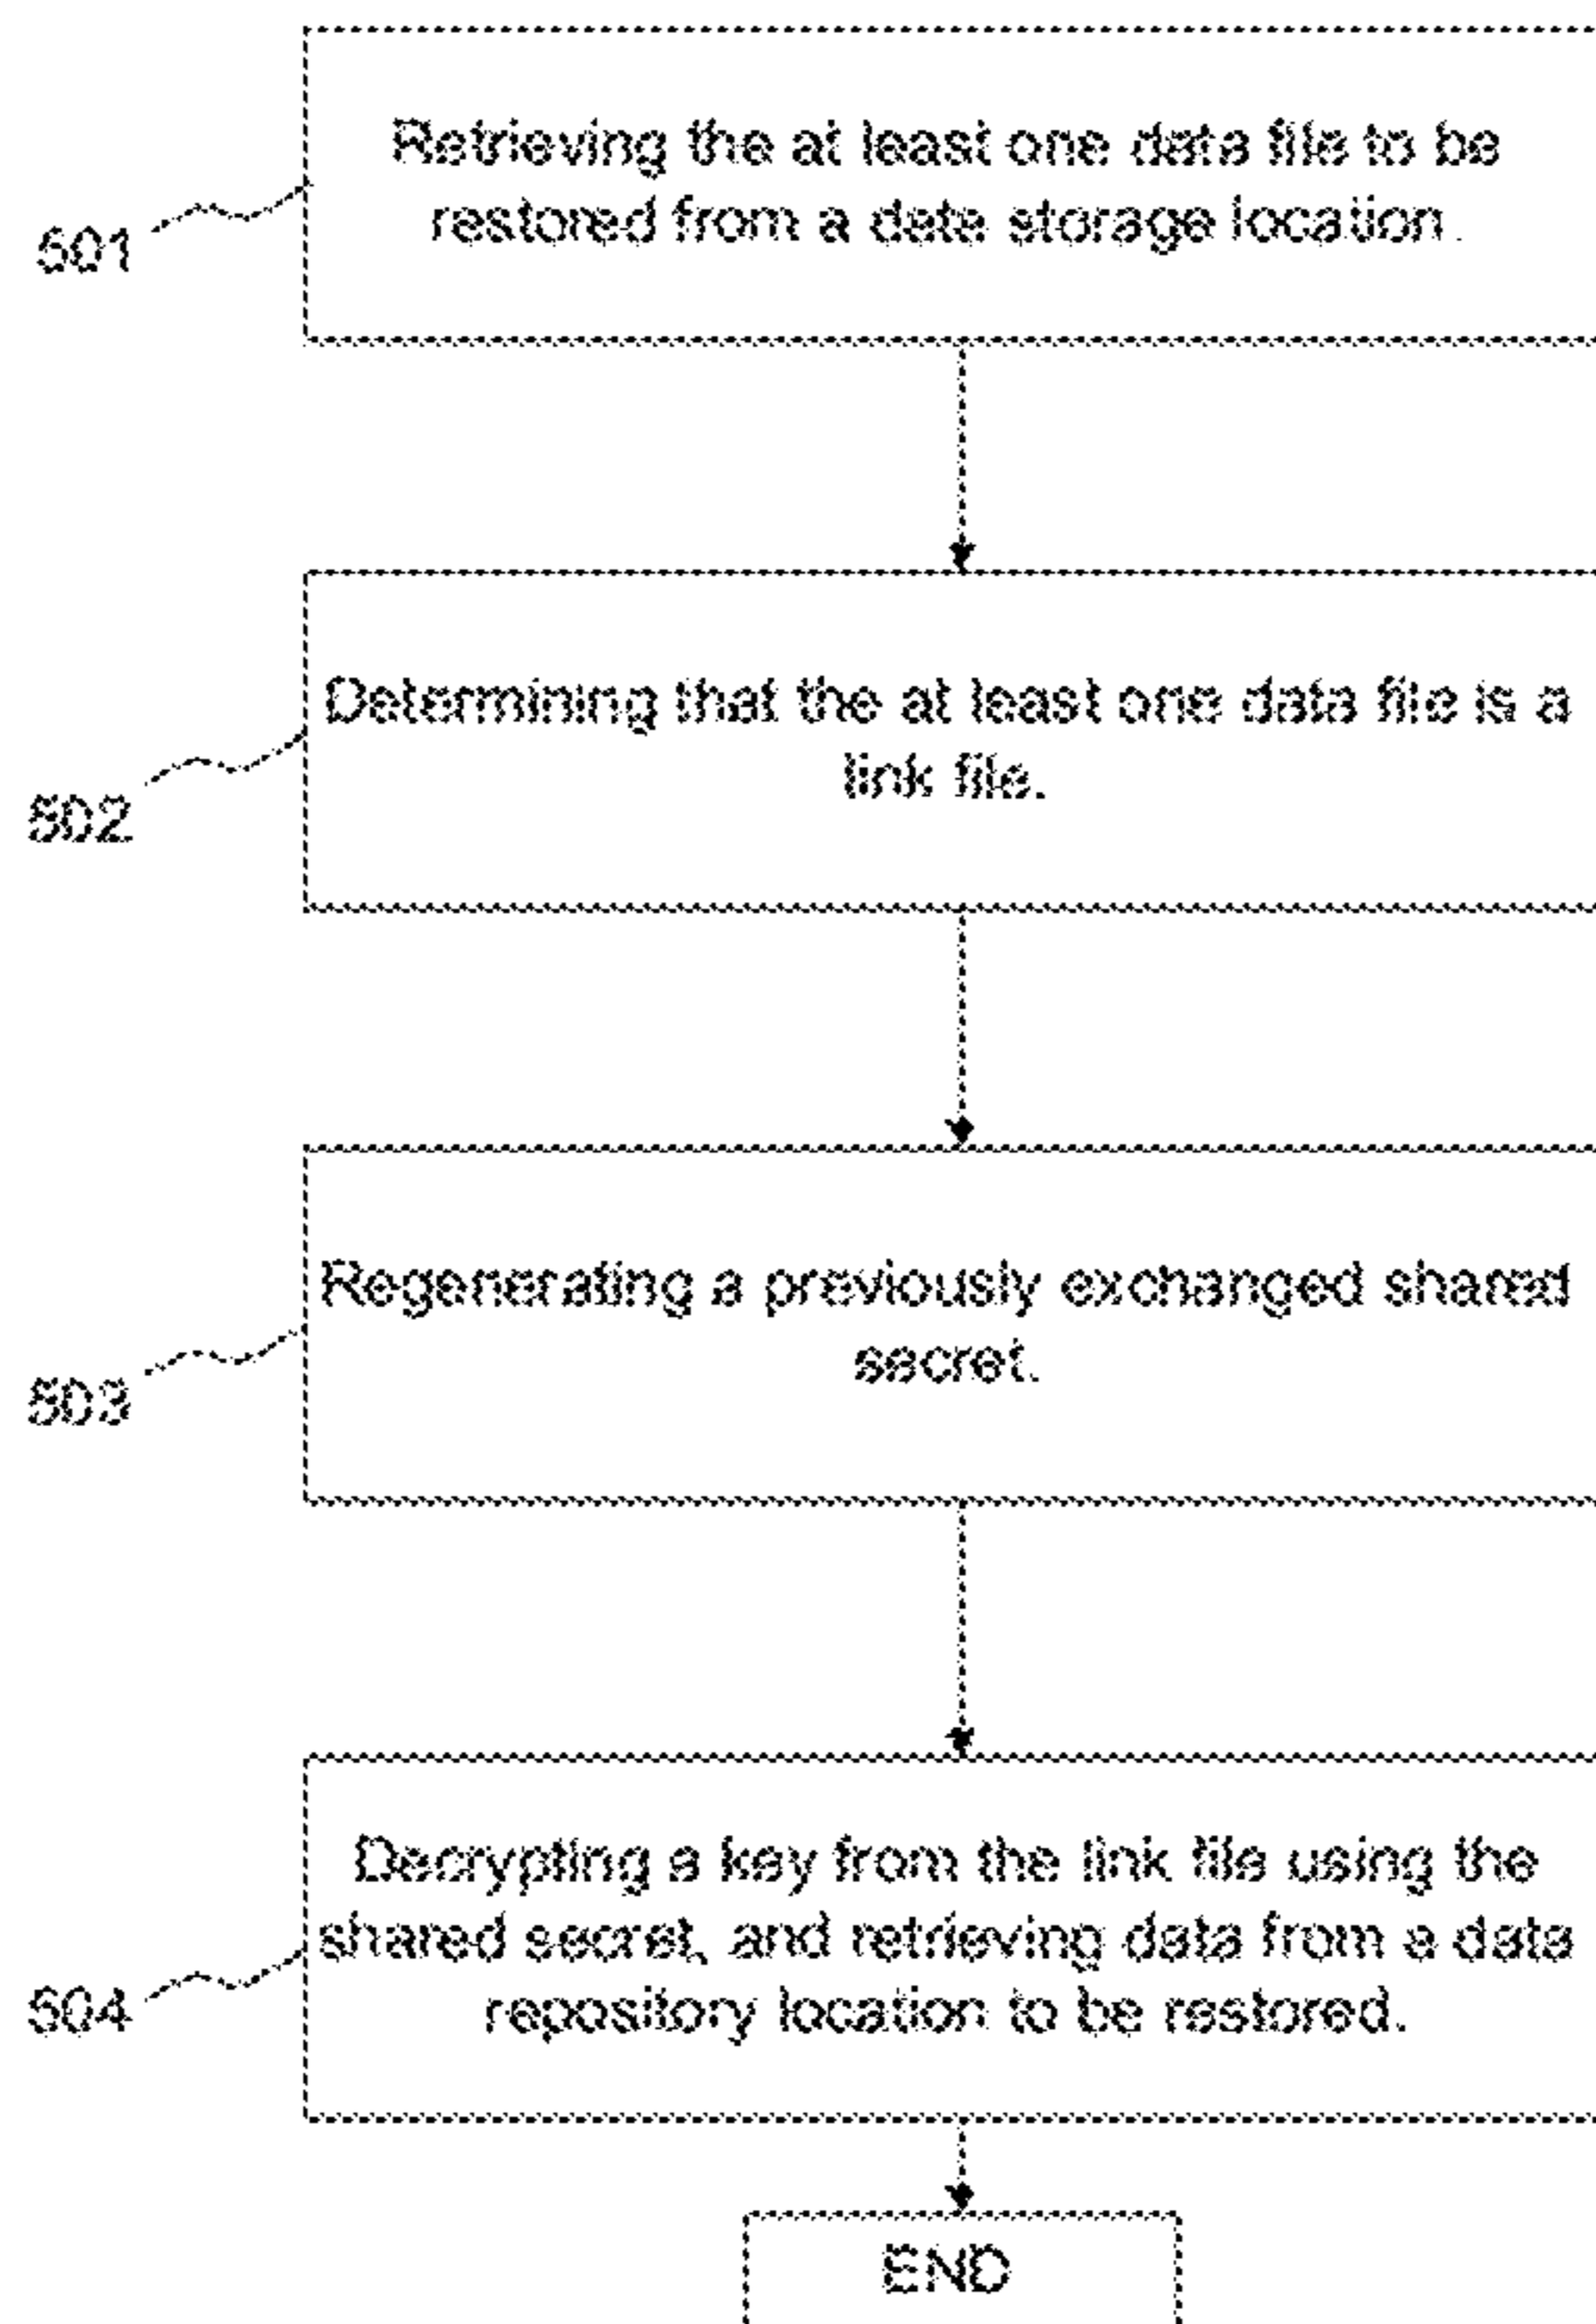 Retrieving the at least one data file to be
restored from a data storage location.
501
Determining that the at least one data file is a
link file.
502
Regenerating a previously exchanged shared
secret.
503
Decrypting a key from the link file using the
shared secret, and retrieving data from a data
repository location to be restored.
504
END